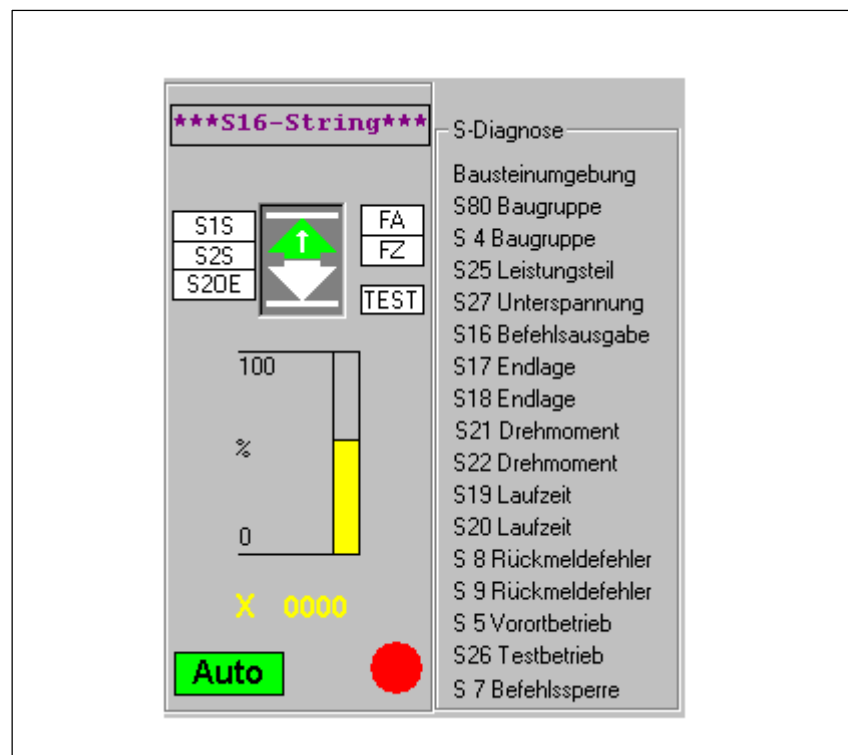 ***S16-String***
S1S
S2S
S2OE
FA
FZ
TEST
100
%
0
X 0000
Auto
S-Diagnose
Bausteinumgebung
S80 Baugruppe
S 4 Baugruppe
S25 Leistungsteil
S27 Unterspannung
S16 Befehlsausgabe
S17 Endlage
S18 Endlage
S21 Drehmoment
S22 Drehmoment
S19 Laufzeit
S20 Laufzeit
S 8 Rückmeldefehler
S 9 Rückmeldefehler
S 5 Vorortbetrieb
S26 Testbetrieb
S 7 Befehlssperre